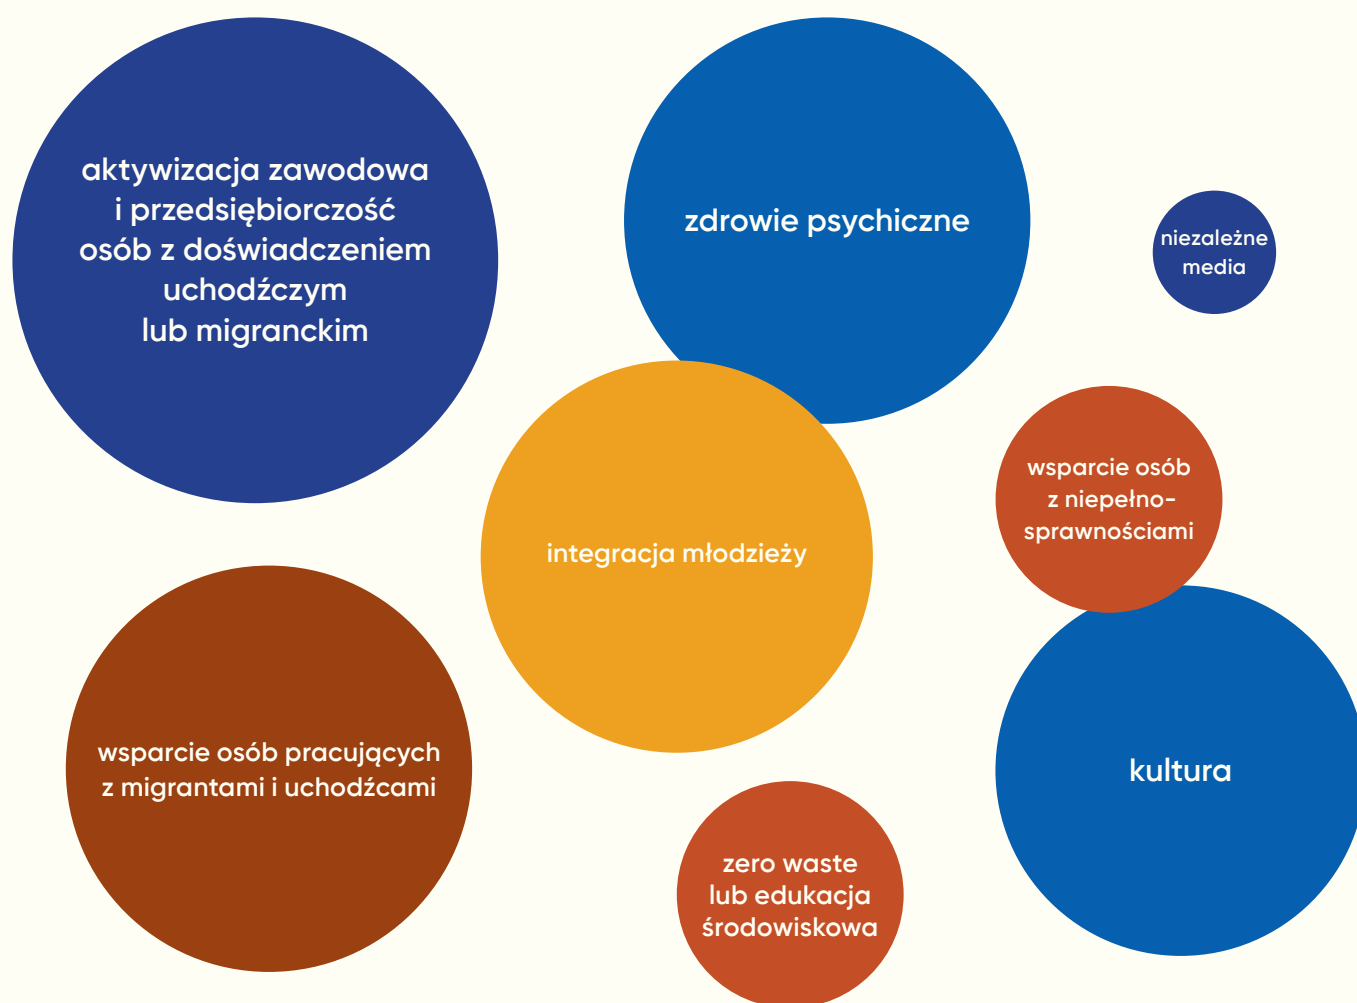 aktywizacja zawodowa
i przedsiębiorczość
osób z doświadczeniem
uchodźczym
lub migranckim
zdrowie psychiczne
niezależne
media
integracja młodzieży
wsparcie osób
z niepełno-
sprawnościami
wsparcie osób pracujących
z migrantami i uchodźcami
kultura
zero waste
lub edukacja
środowiskowa